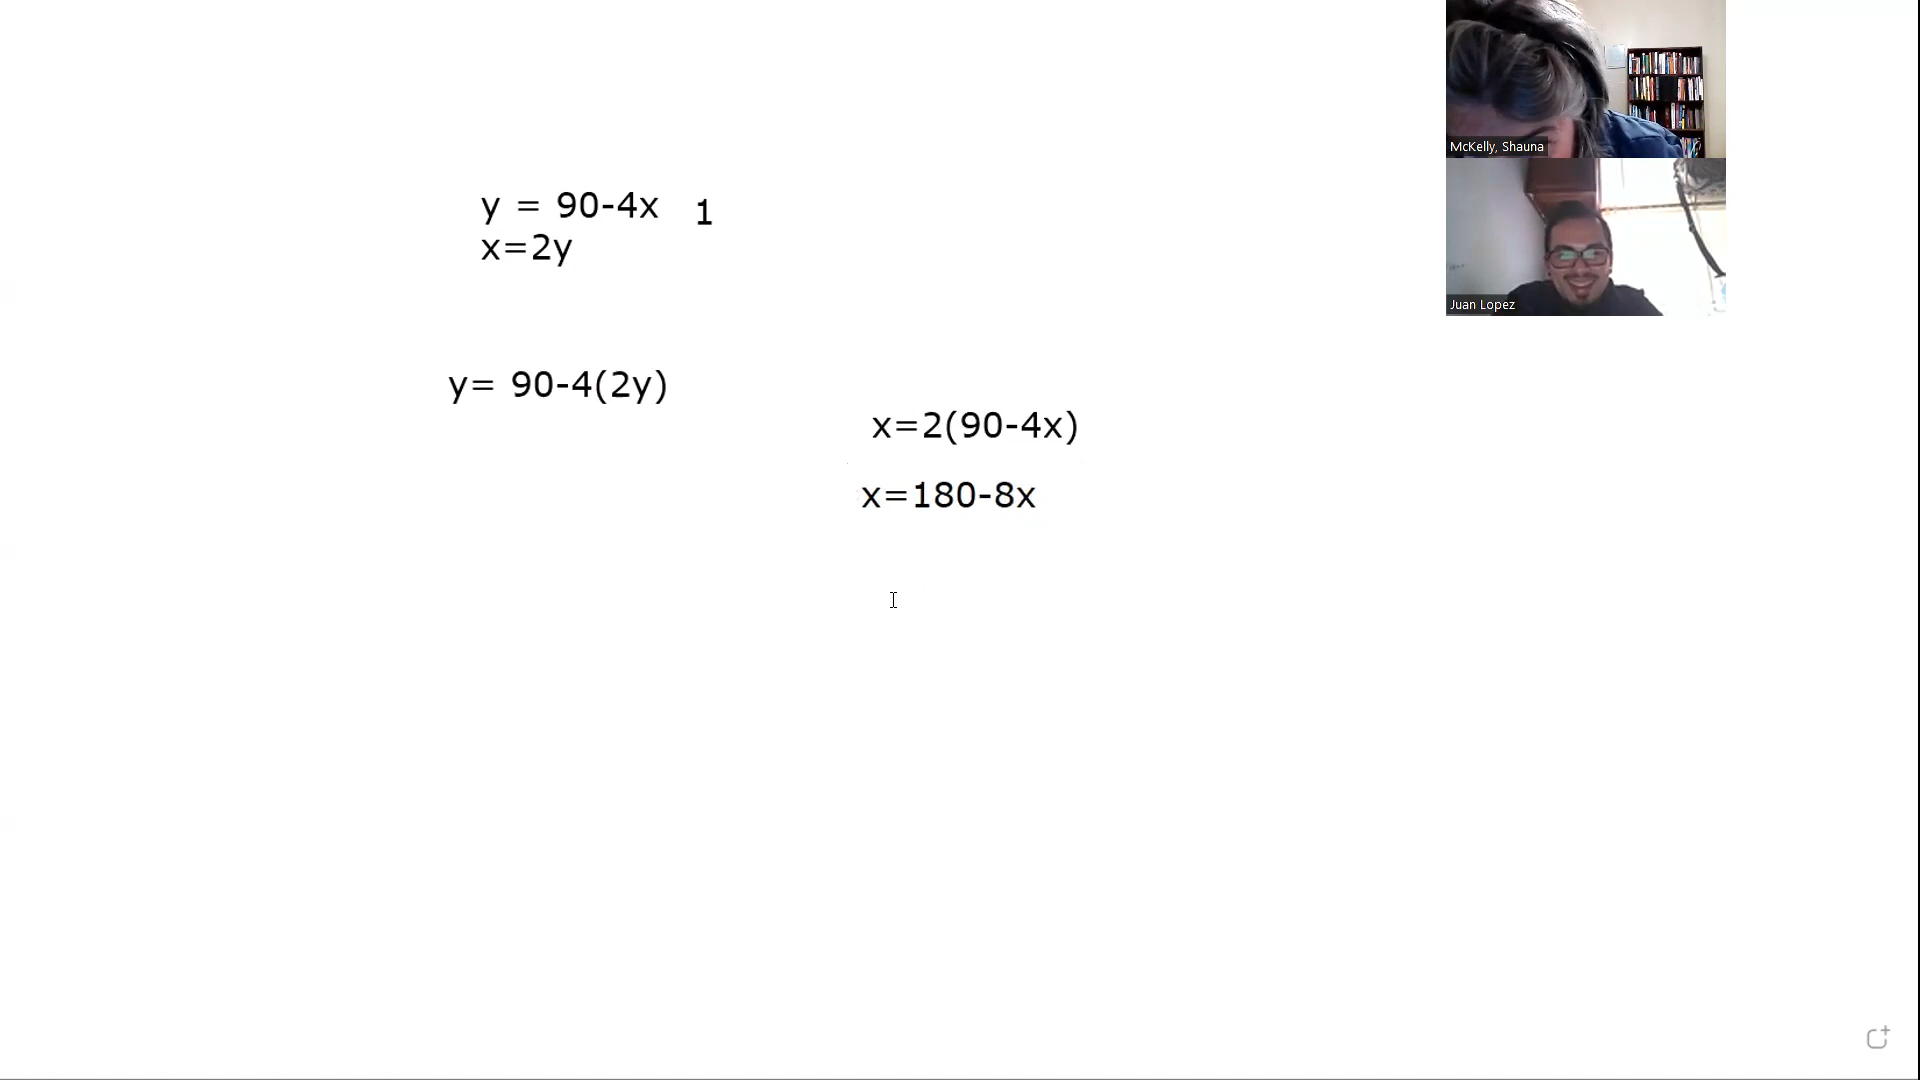 McKelly, Shauna
y = 90-4x 1
x=2y
Juan Lopez
y= 90-4(2y)
x=2(90-4x)
x=180-8x